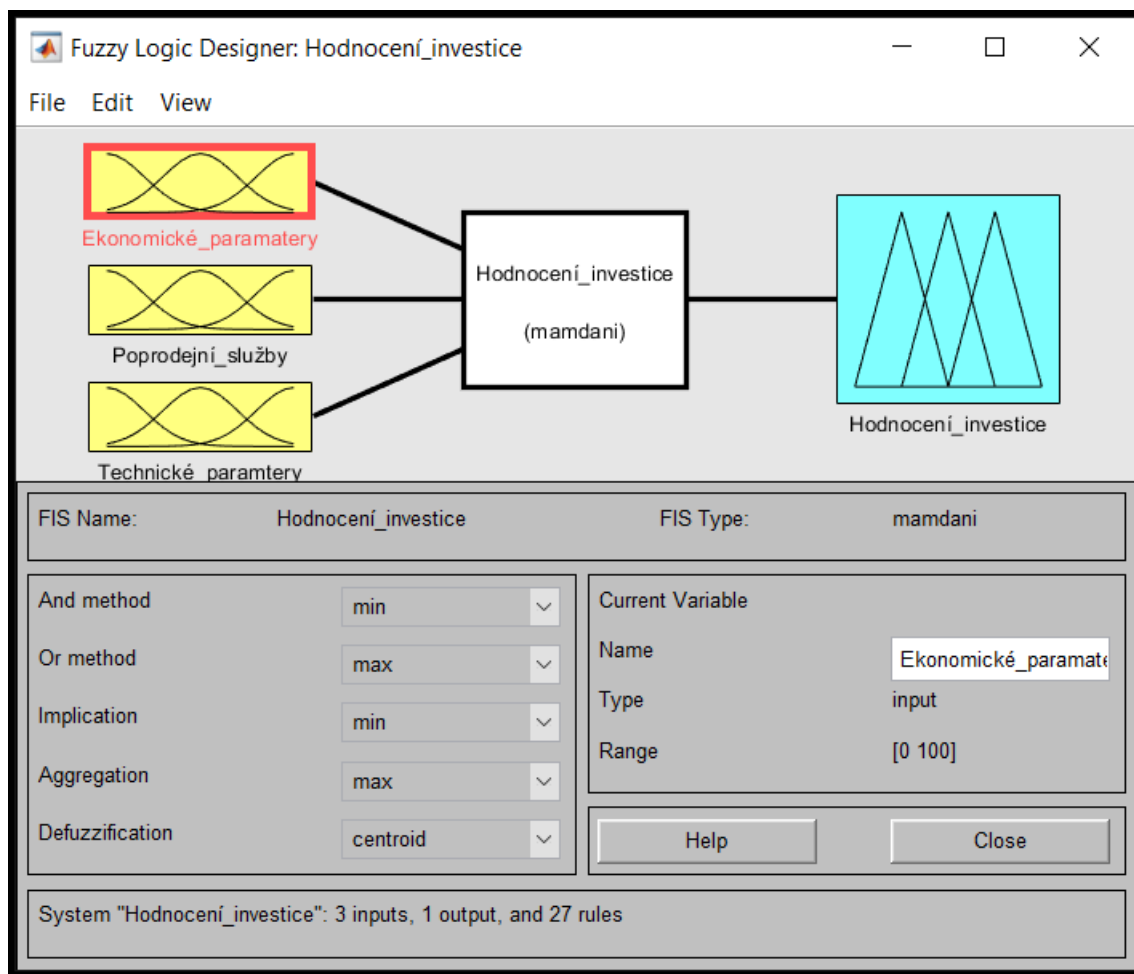 Fuzzy Logic Designer: Hodnocení_investice
File Edit View
Ekonomické_paramatery
Poprodejní_služby
Technické_paramtery
Hodnocení_investice
(mamdani)
Hodnocení_investice
FIS Name: Hodnocení_investice FIS Type: mamdani
And method min
Or method max
Implication min
Aggregation max
Defuzzification centroid
Current Variable
Name Ekonomické_paramate
Type input
Range [0 100]
Help Close
System "Hodnocení_investice": 3 inputs, 1 output, and 27 rules